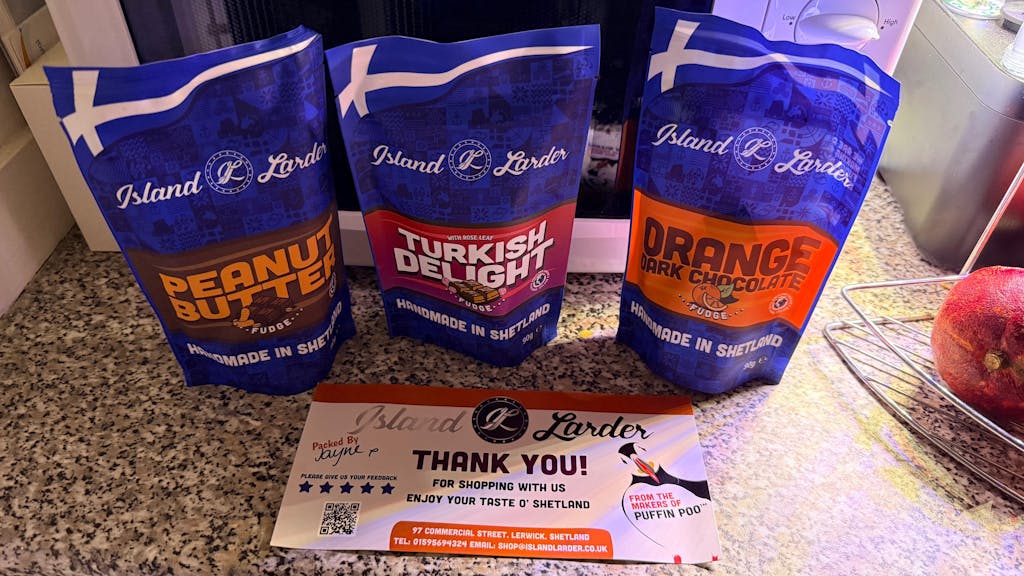 Low
High
Island Larder
PEANUT
BUTTER
FUDGE
HANDMADE IN SHETLAND
Island Larder
WITH ROSE-LEAF
TURKISH
DELIGHT
FUDGE
HANDMADE IN SHETLAND
90g e
Island Larder
ORANGE
DARK CHOCOLATE
FUDGE
HANDMADE IN SHETLAND
90g e
Island Larder
Packed By
Jayne
THANK YOU!
FOR SHOPPING WITH US
ENJOY YOUR TASTE O' SHETLAND
PLEASE GIVE US YOUR FEEDBACK
FROM THE
MAKERS OF
PUFFIN POO
97 COMMERCIAL STREET, LERWICK, SHETLAND
TEL: 01595694324 EMAIL: SHOP@ISLANDLARDER.CO.UK